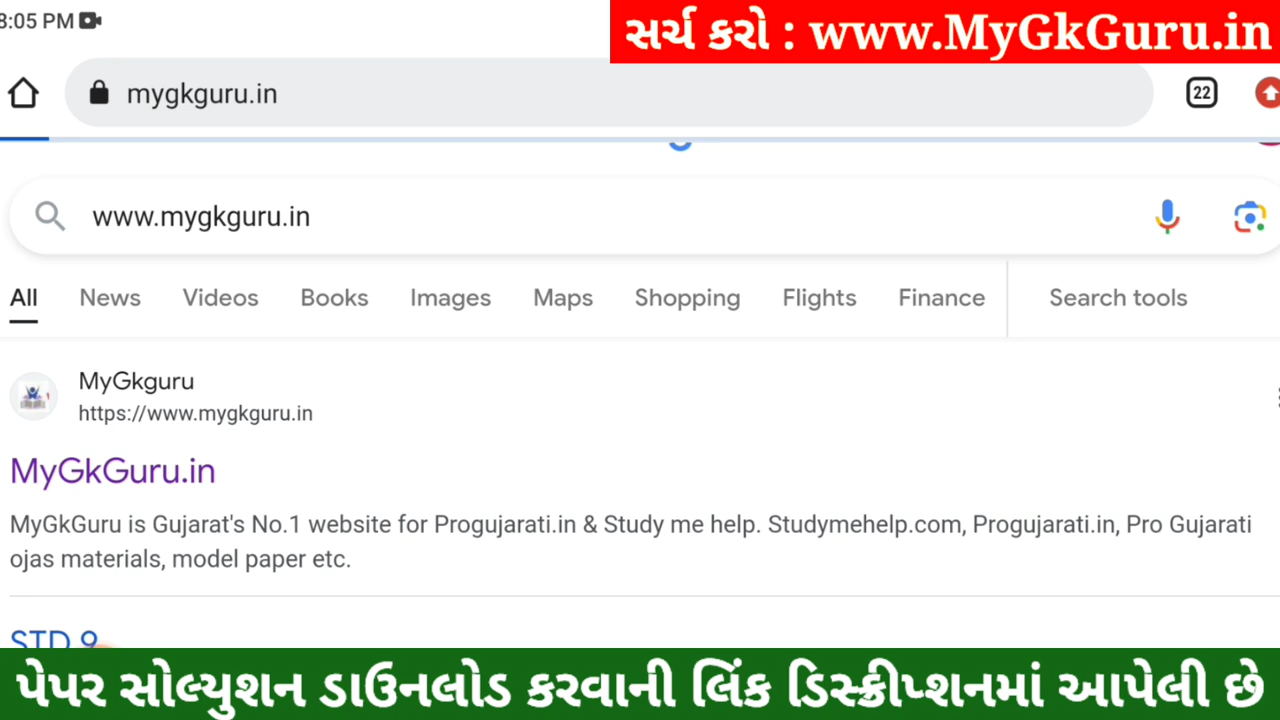 8:05 PM
સર્ચ કરો : www.MyGkGuru.in
mygkguru.in
22
www.mygkguru.in
All News Videos Books Images Maps Shopping Flights Finance Search tools
MyGkguru
https://www.mygkguru.in
MyGkGuru.in
MyGkGuru is Gujarat's No.1 website for Progujarati.in & Study me help. Studymehelp.com, Progujarati.in, Pro Gujarati
ojas materials, model paper etc.
STD 9
પેપર સોલ્યુશન ડાઉનલોડ કરવાની લિંક ડિસ્ક્રીપ્શનમાં આપેલી છે